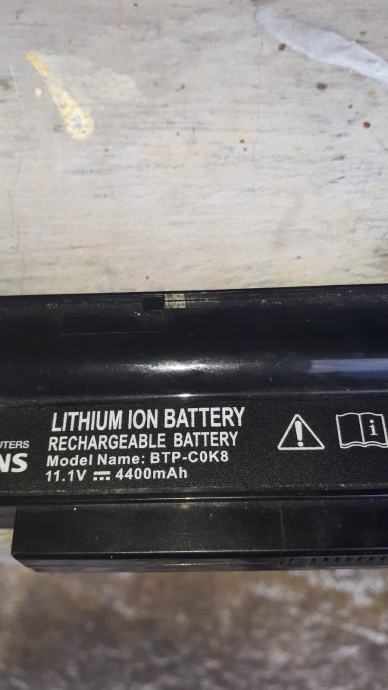 UTERS
NS
LITHIUM ION BATTERY
RECHARGEABLE BATTERY
Model Name: BTP-C0K8
11.1V ⎓ 4400mAh
i